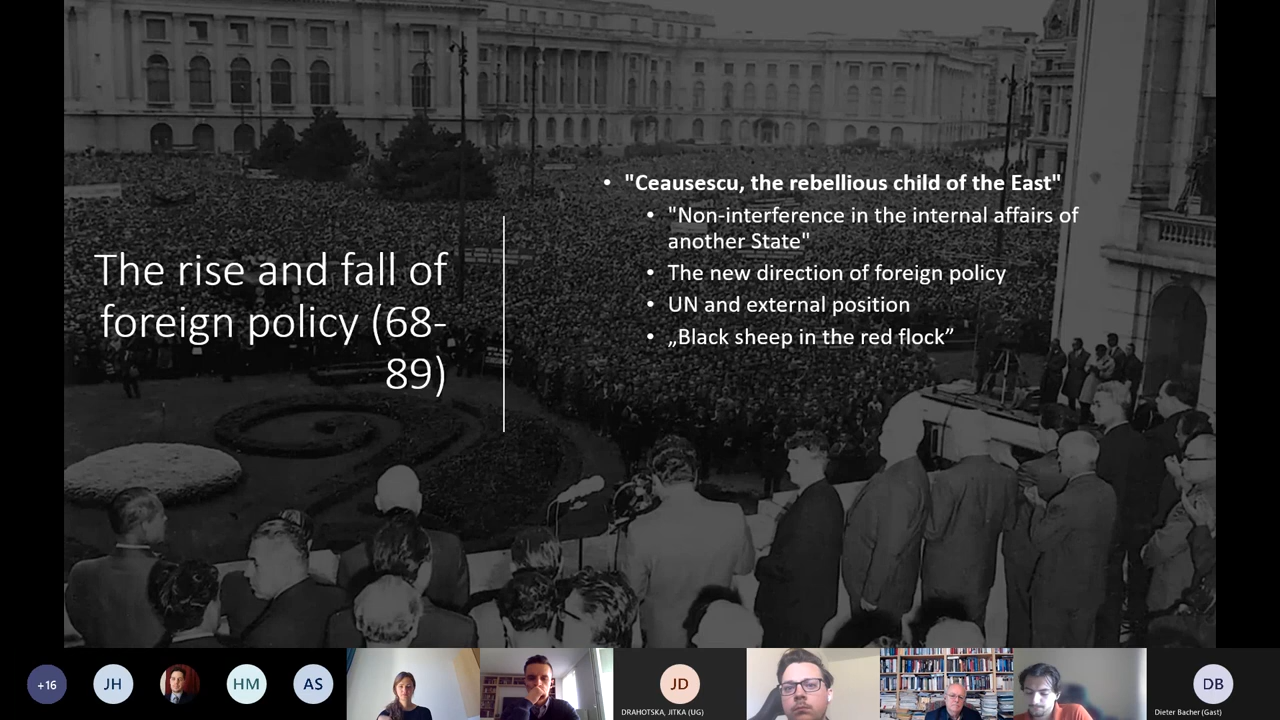 The rise and fall of
foreign policy (68-
89)
• "Ceausescu, the rebellious child of the East"
• "Non-interference in the internal affairs of
another State"
• The new direction of foreign policy
• UN and external position
• „Black sheep in the red flock”
+16
JH
HM
AS
JD
DRAHOTSKA, JITKA (UG)
DB
Dieter Bacher (Gast)